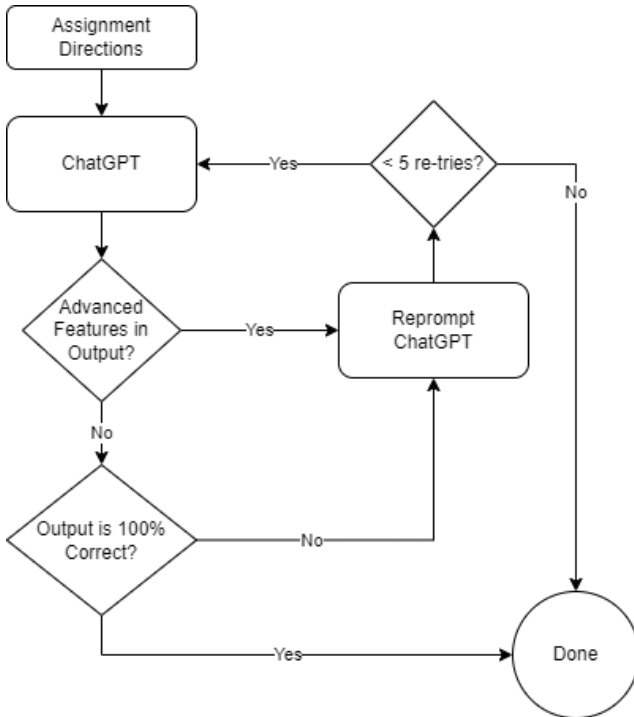 Assignment
Directions
ChatGPT
Yes
< 5 re-tries?
No
Advanced
Features in
Output?
Yes
Reprompt
ChatGPT
No
Output is 100%
Correct?
No
Yes
Done